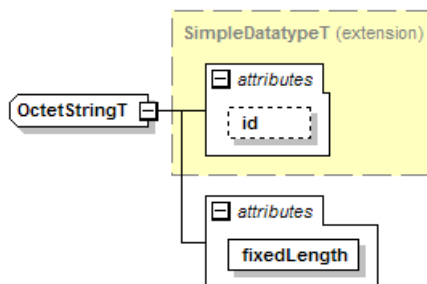 SimpleDatatypeT (extension)
attributes
OctetStringT
id
attributes
fixedLength